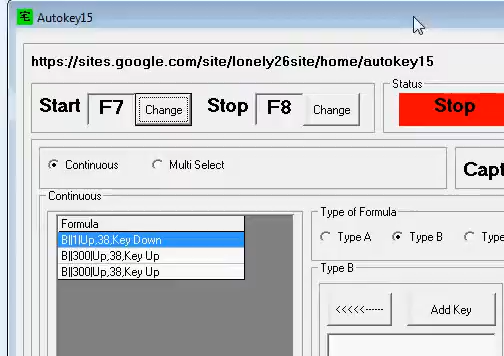 宅 Autokey15
https://sites.google.com/site/lonely26site/home/autokey15
Start F7 Change Stop F8 Change
Status
Stop
Continuous Multi Select
Capt
Continuous
Formula
B||1|Up,38,Key Down
B||300|Up,38,Key Up
B||300|Up,38,Key Up
Type of Formula
Type A Type B Type
Type B
<<<<<------ Add Key